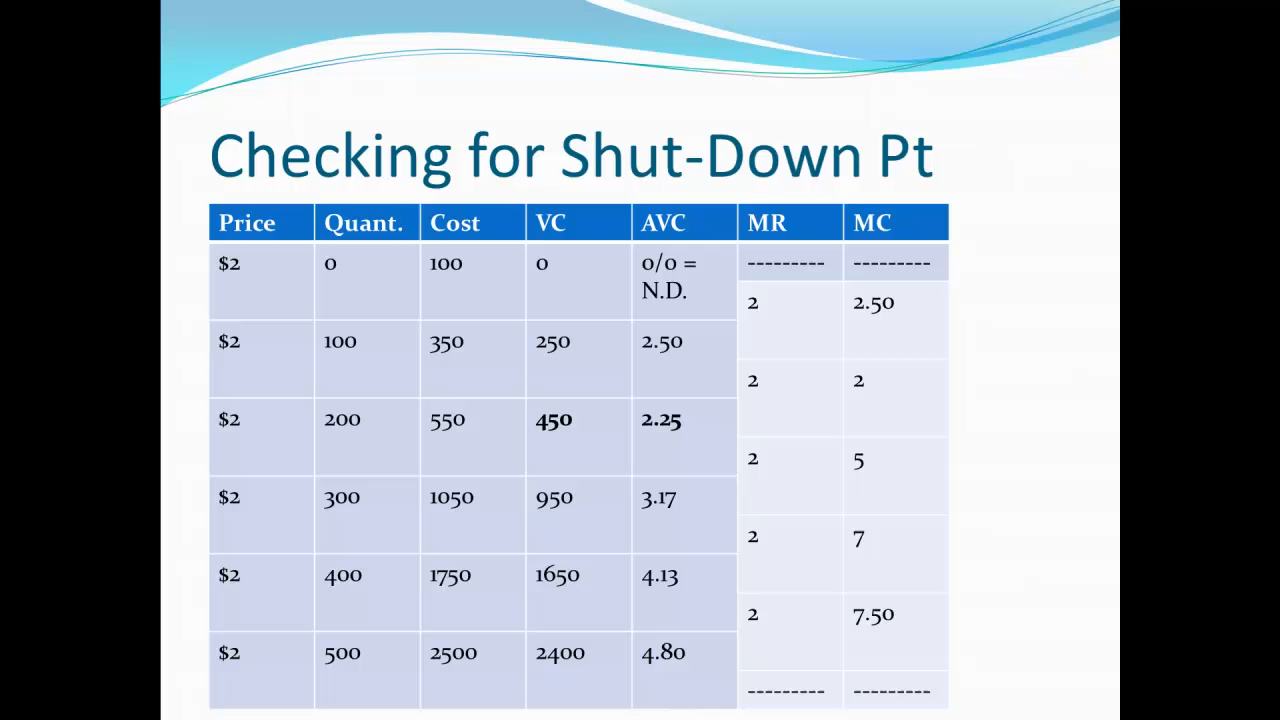 Checking for Shut-Down Pt
Price Quant. Cost VC AVC MR MC
$2 0 100 0 0/0 = --------- ---------
N.D.
2 2.50
$2 100 350 250 2.50
2 2
$2 200 550 450 2.25
2 5
$2 300 1050 950 3.17
2 7
$2 400 1750 1650 4.13
2 7.50
$2 500 2500 2400 4.80
--------- ---------